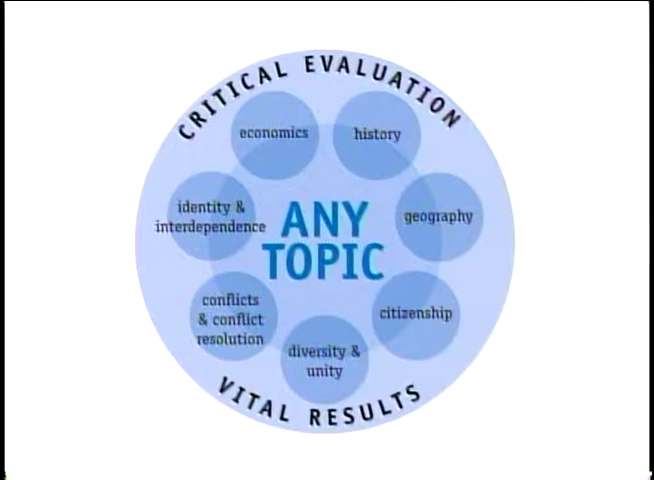 CRITICAL EVALUATION
economics
history
identity &
interdependence
geography
ANY
TOPIC
conflicts
& conflict
resolution
citizenship
diversity &
unity
VITAL RESULTS